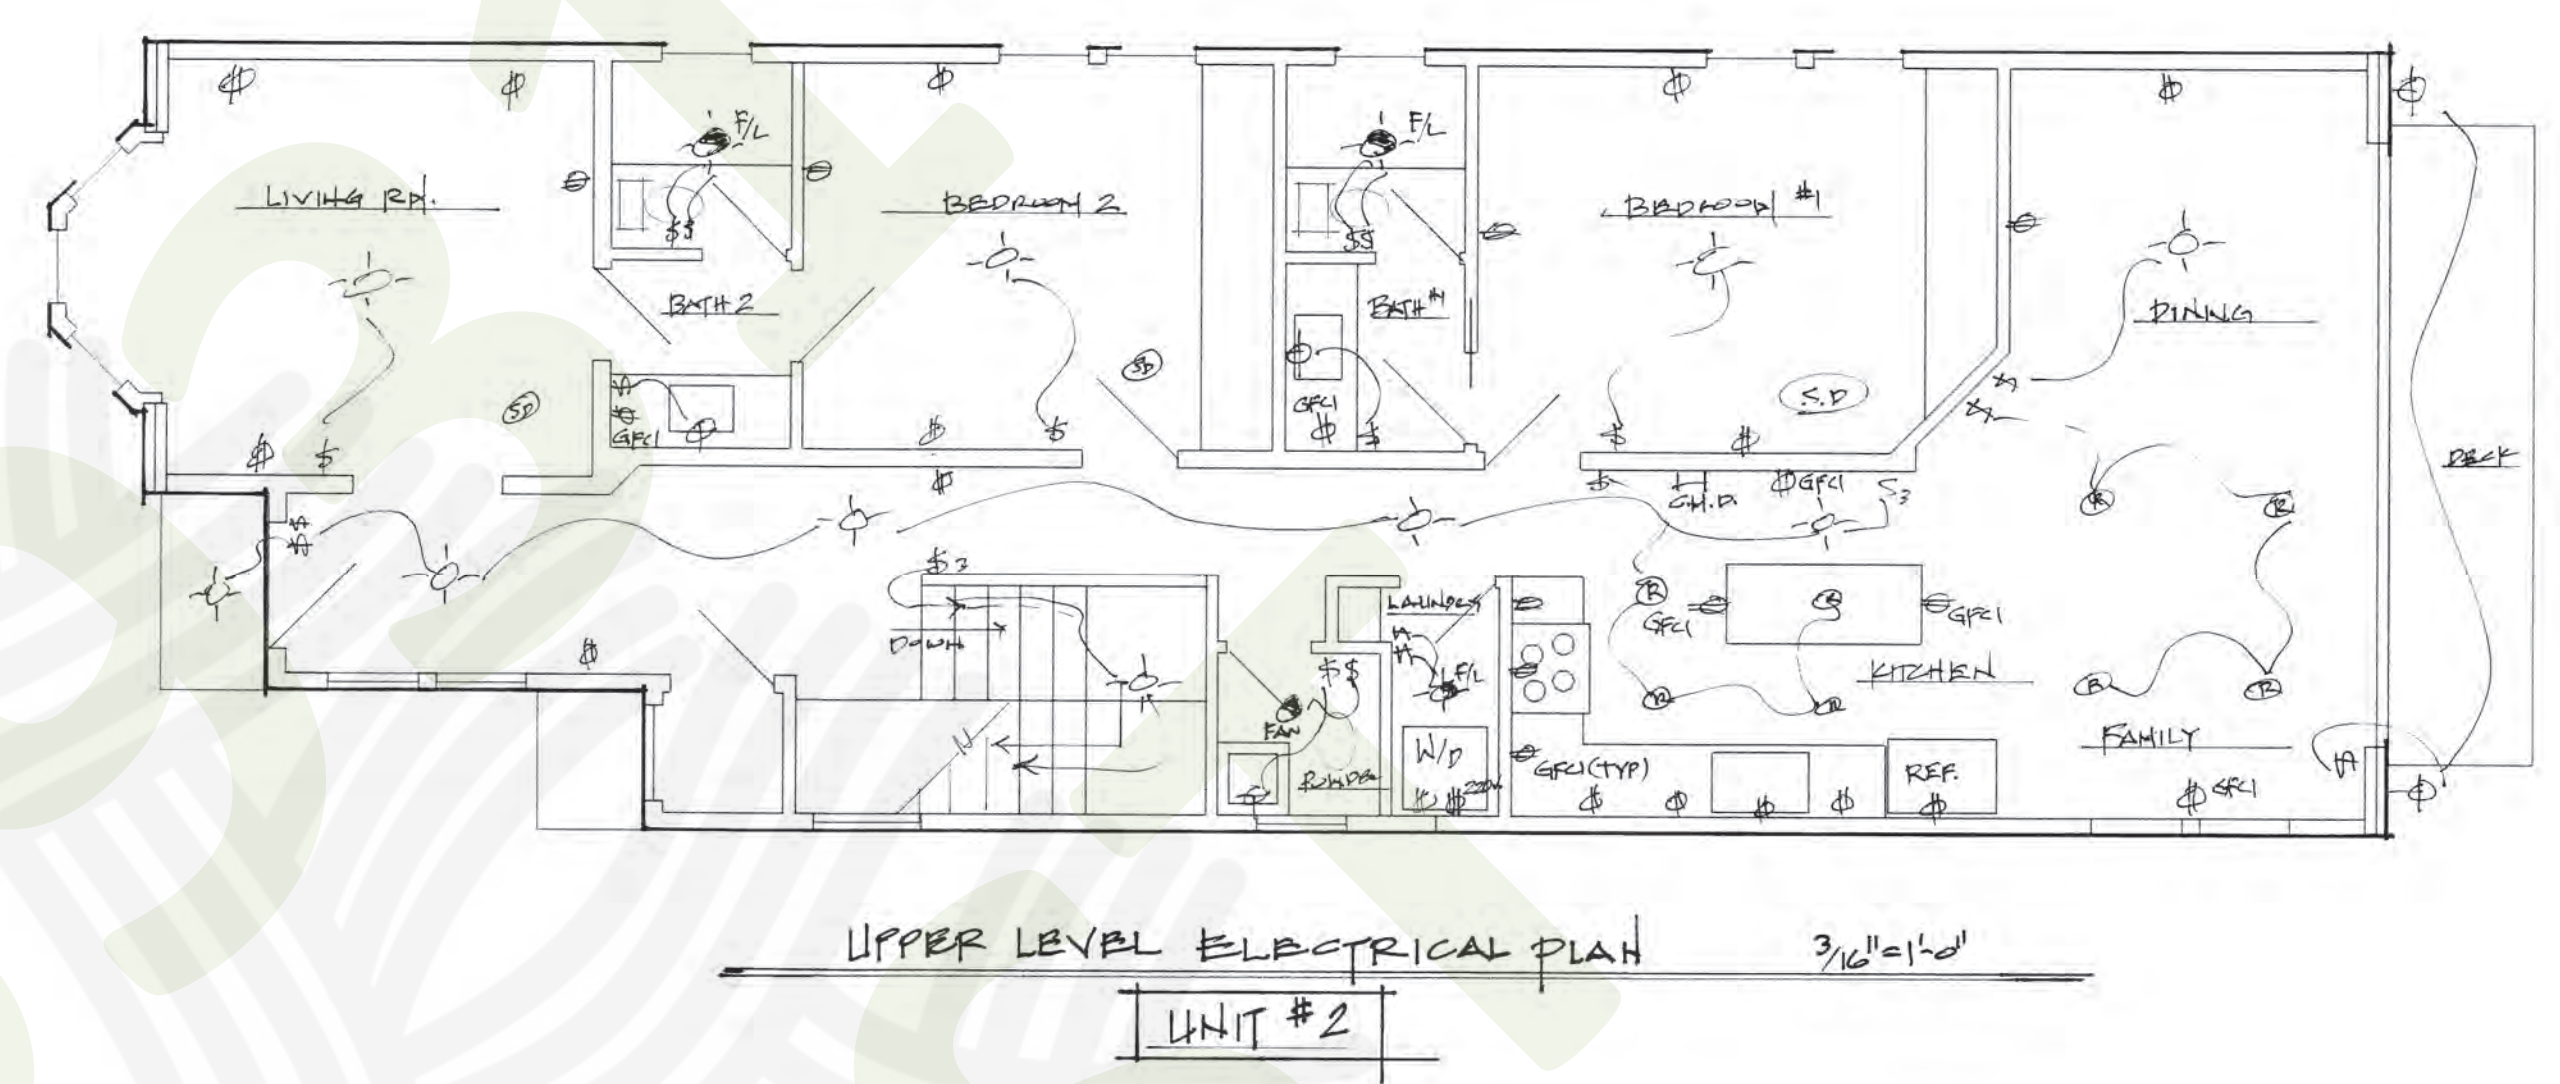 F/L
F/L
LIVING RM.
BEDROOM 2
BEDROOM #1
$$
$$
BATH 2
BATH #1
DINING
SD
SD
S.D
GFCI
GFCI
$
$
$
$
DECK
$
C.H.D.
GFCI
S3
$3
DOWN
LAUNDRY
R
R
R
GFCI
R
GFCI
$$
F/L
KITCHEN
R
R
R
R
FAN
FAMILY
W/D
POWDER
220V
GFCI (TYP)
REF.
GFCI
UPPER LEVEL ELECTRICAL PLAN 3/16"=1'-0"
UNIT #2